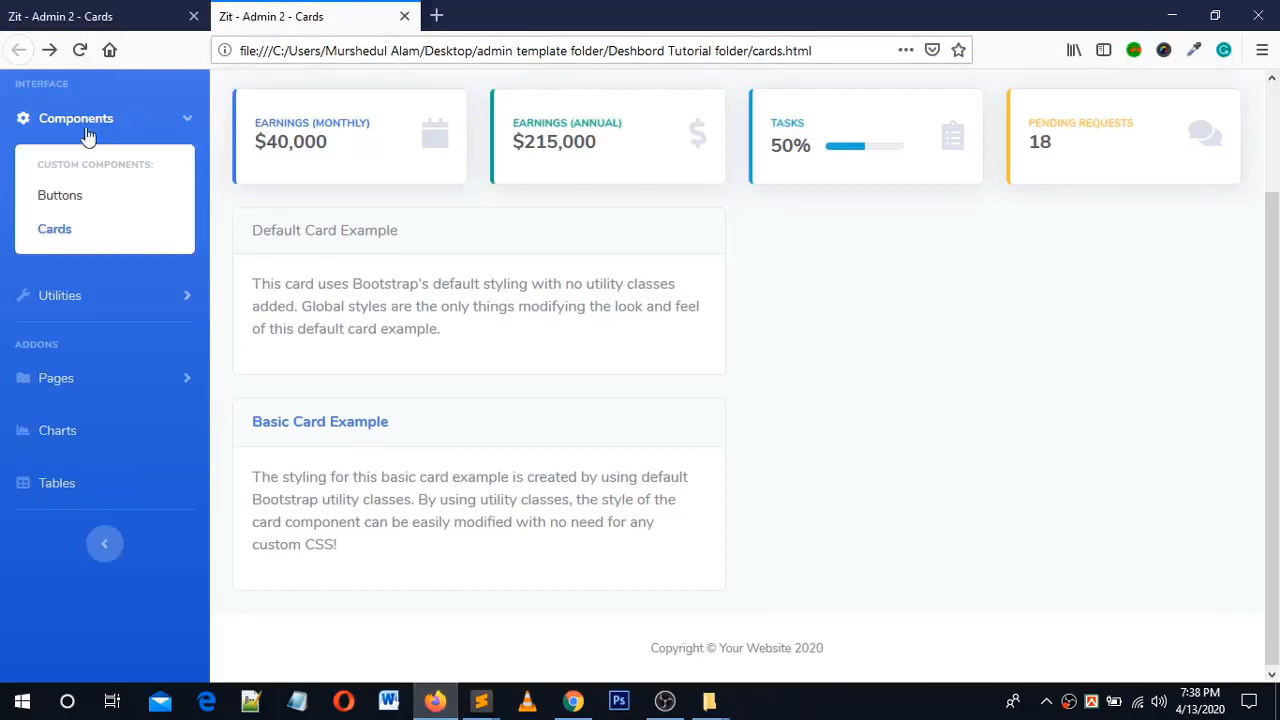 Zit - Admin 2 - Cards
Zit - Admin 2 - Cards
file:///C:/Users/Murshedul Alam/Desktop/admin template folder/Deshbord Tutorial folder/cards.html
INTERFACE
Components
CUSTOM COMPONENTS:
Buttons
Cards
Utilities
ADDONS
Pages
Charts
Tables
EARNINGS (MONTHLY)
$40,000
EARNINGS (ANNUAL)
$215,000
TASKS
50%
PENDING REQUESTS
18
Default Card Example
This card uses Bootstrap's default styling with no utility classes
added. Global styles are the only things modifying the look and feel
of this default card example.
Basic Card Example
The styling for this basic card example is created by using default
Bootstrap utility classes. By using utility classes, the style of the
card component can be easily modified with no need for any
custom CSS!
Copyright © Your Website 2020
7:38 PM
4/13/2020